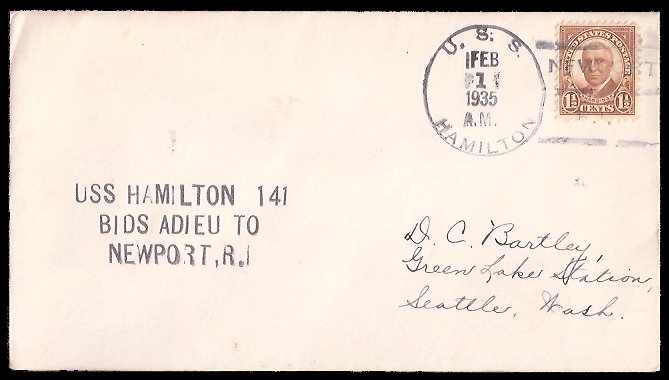 U. S. S.
FEB
1
1935
A.M.
HAMILTON
UNITED STATES POSTAGE
1½ CENTS 1½
USS HAMILTON 141
BIDS ADIEU TO
NEWPORT, R.I
D. C. Bartley,
Green Lake Station,
Seattle, Wash.